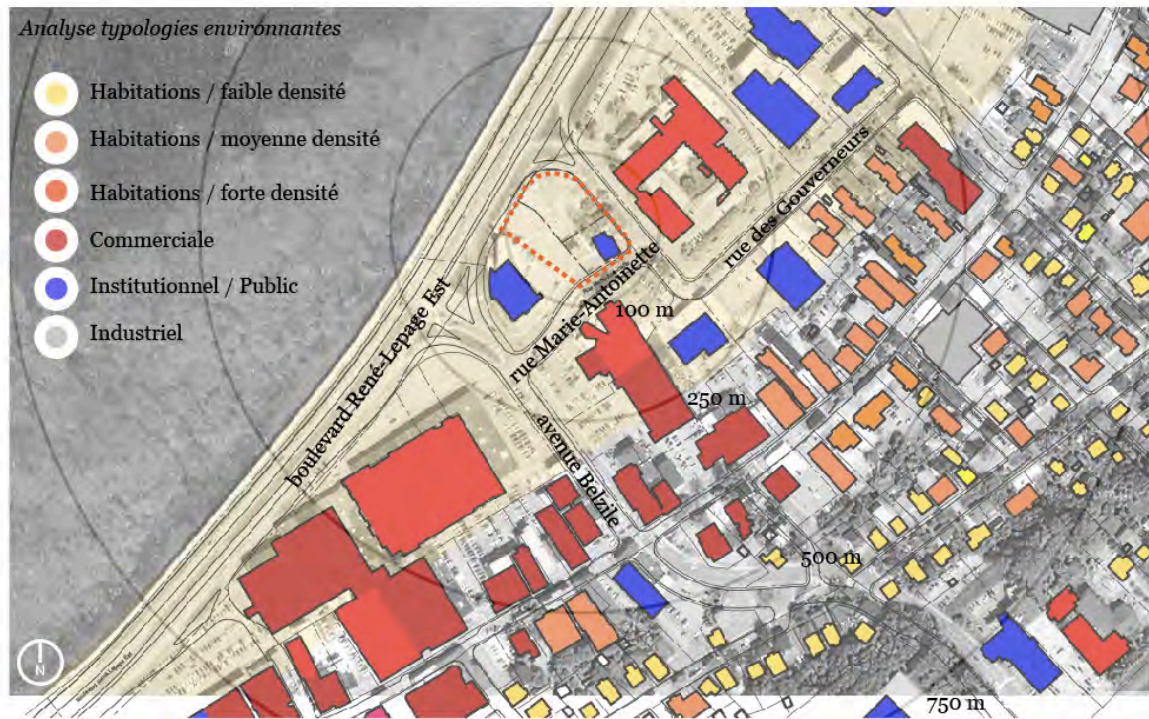 Analyse typologies environnantes
Habitations / faible densité
Habitations / moyenne densité
Habitations / forte densité
Commerciale
Institutionnel / Public
Industriel
boulevard René-Lepage Est
rue Marie-Antoinette
rue des Gouverneurs
avenue Belzile
100 m
250 m
500 m
750 m
N